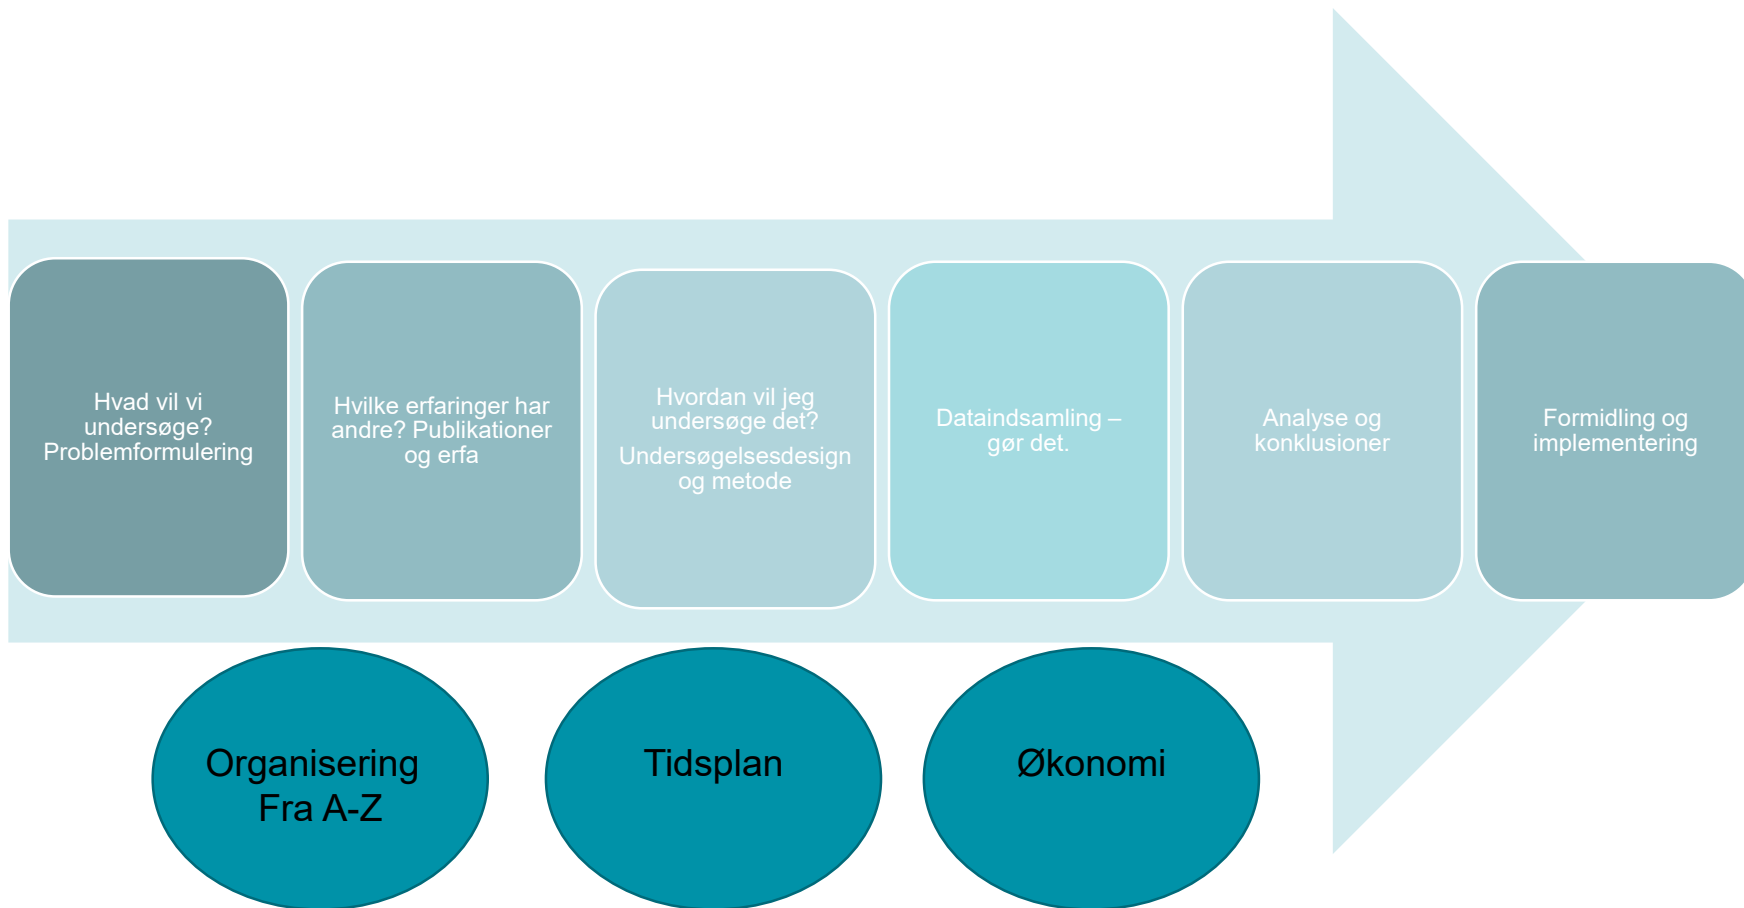 Hvad vil vi
undersøge?
Problemformulering
Hvilke erfaringer har
andre? Publikationer
og erfa
Hvordan vil jeg
undersøge det?
Undersøgelsesdesign
og metode
Dataindsamling –
gør det.
Analyse og
konklusioner
Formidling og
implementering
Organisering
Fra A-Z
Tidsplan
Økonomi